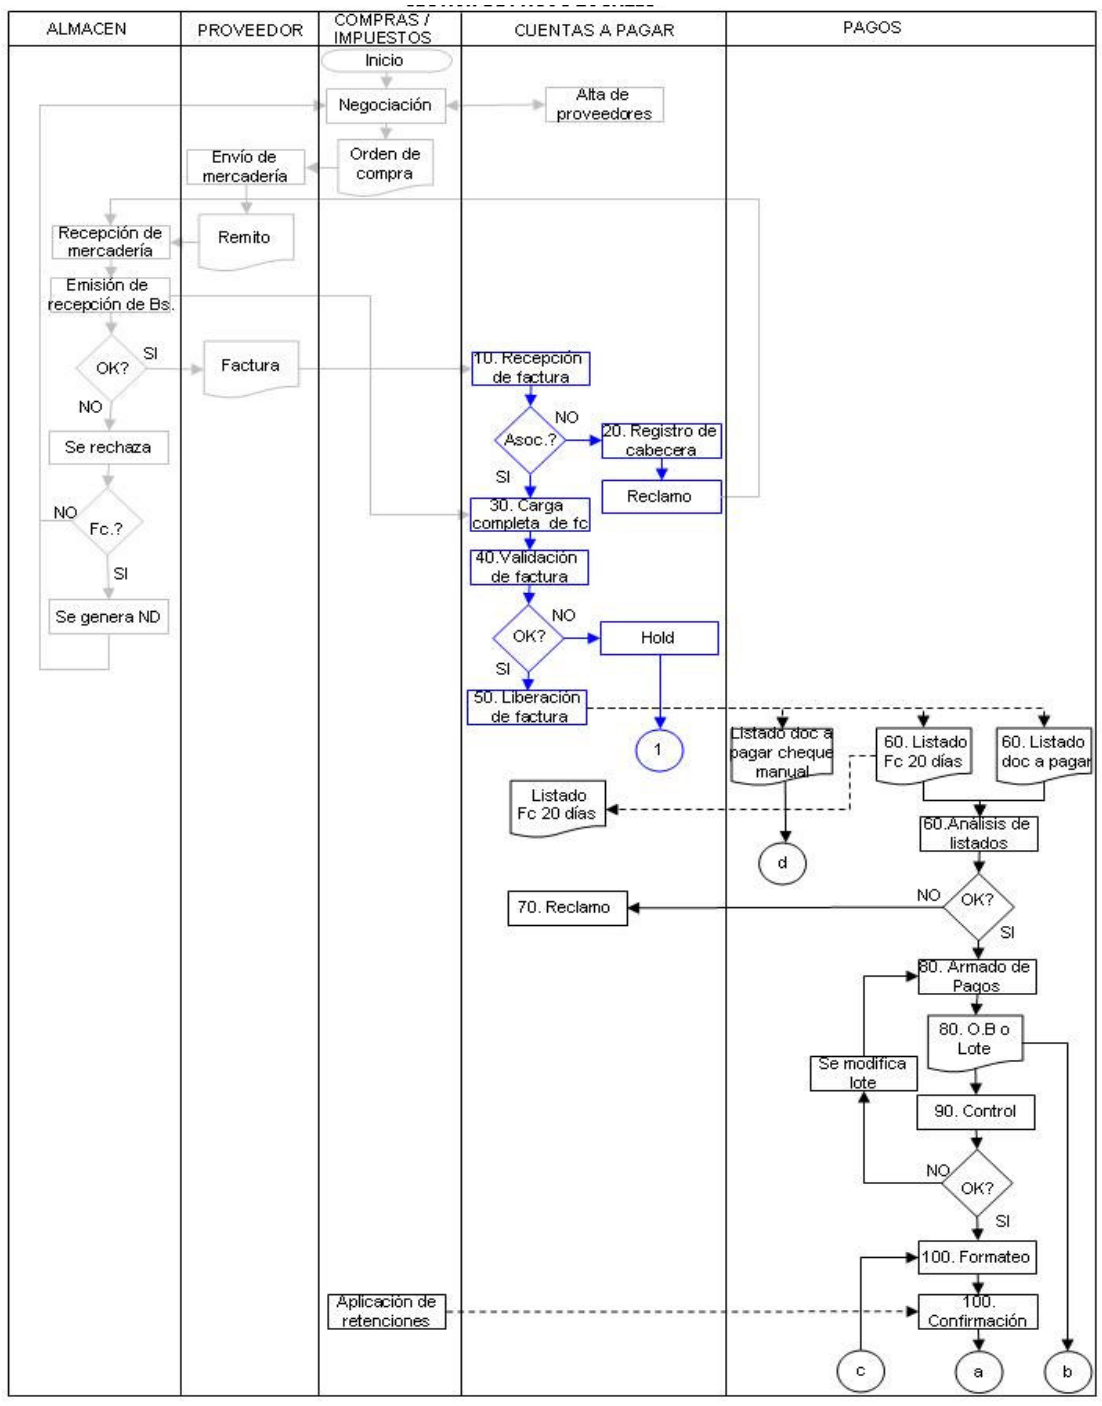 ALMACEN
PROVEEDOR
COMPRAS /
IMPUESTOS
CUENTAS A PAGAR
PAGOS
Inicio
Negociación
Alta de
proveedores
Envío de
mercadería
Orden de
compra
Recepción de
mercadería
Remito
Emisión de
recepción de Bs.
OK?
SI
NO
Factura
10. Recepción
de factura
Asoc.?
NO
SI
20. Registro de
cabecera
Reclamo
Se rechaza
Fc.?
NO
SI
Se genera ND
30. Carga
completa de fc
40.Validación
de factura
OK?
NO
SI
Hold
50. Liberación
de factura
1
Listado doc a
pagar cheque
manual
60. Listado
Fc 20 días
60. Listado
doc a pagar
Listado
Fc 20 días
d
60.Análisis de
listados
OK?
NO
SI
70. Reclamo
80. Armado de
Pagos
80. O.B o
Lote
Se modifica
lote
90. Control
OK?
NO
SI
100. Formateo
Aplicación de
retenciones
100.
Confirmación
c
a
b